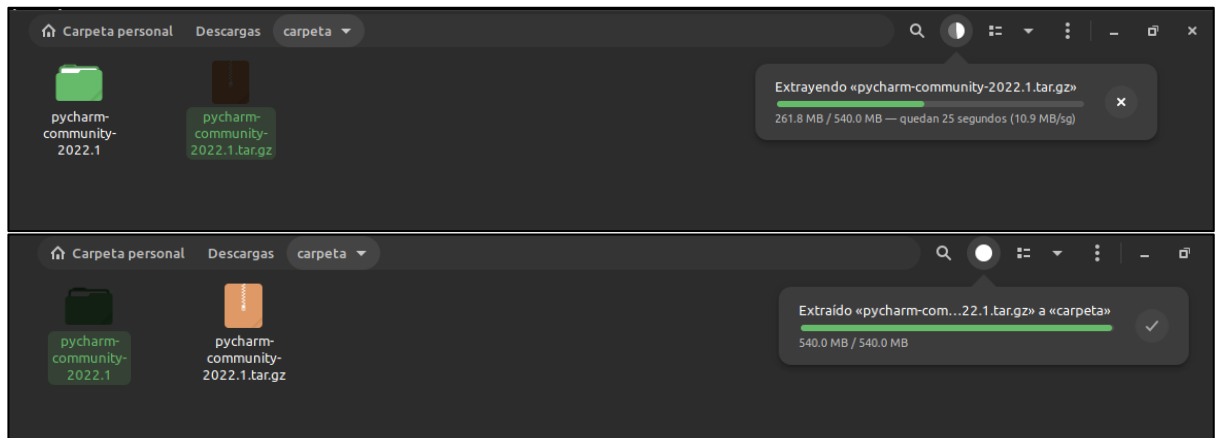 Carpeta personal Descargas carpeta
pycharm-
community-
2022.1
pycharm-
community-
2022.1.tar.gz
Extrayendo «pycharm-community-2022.1.tar.gz»
261.8 MB / 540.0 MB — quedan 25 segundos (10.9 MB/sg)
Carpeta personal Descargas carpeta
pycharm-
community-
2022.1
pycharm-
community-
2022.1.tar.gz
Extraído «pycharm-com…22.1.tar.gz» a «carpeta»
540.0 MB / 540.0 MB